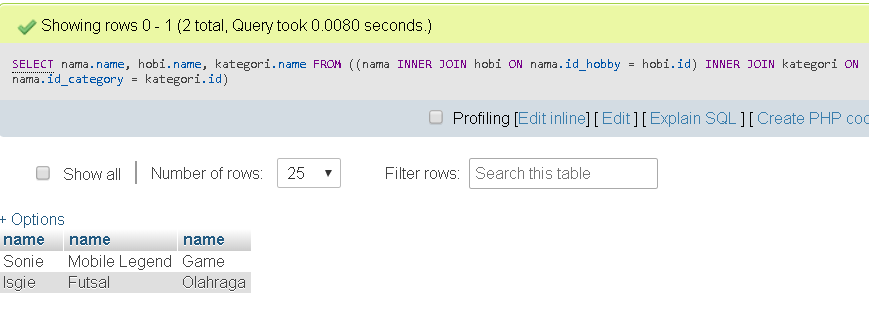 Showing rows 0 - 1 (2 total, Query took 0.0080 seconds.)
SELECT nama.name, hobi.name, kategori.name FROM ((nama INNER JOIN hobi ON nama.id_hobby = hobi.id) INNER JOIN kategori ON
nama.id_category = kategori.id)
Profiling [Edit inline] [ Edit ] [ Explain SQL ] [ Create PHP coc
Show all Number of rows: 25 Filter rows: Search this table
+ Options
name name name
Sonie Mobile Legend Game
Isgie Futsal Olahraga